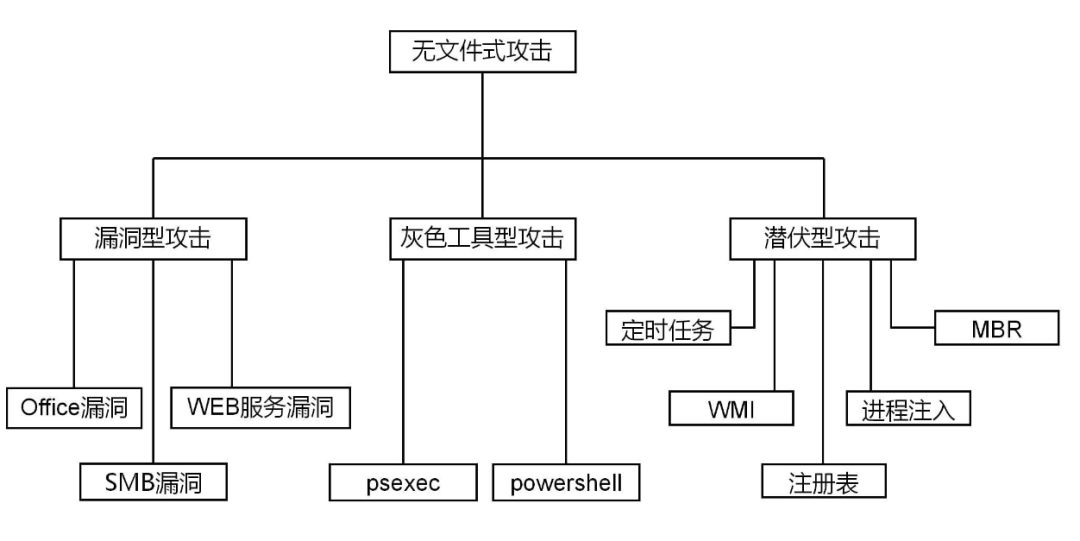 无文件式攻击
漏洞型攻击
灰色工具型攻击
潜伏型攻击
定时任务
MBR
Office漏洞
WEB服务漏洞
WMI
进程注入
SMB漏洞
psexec
powershell
注册表